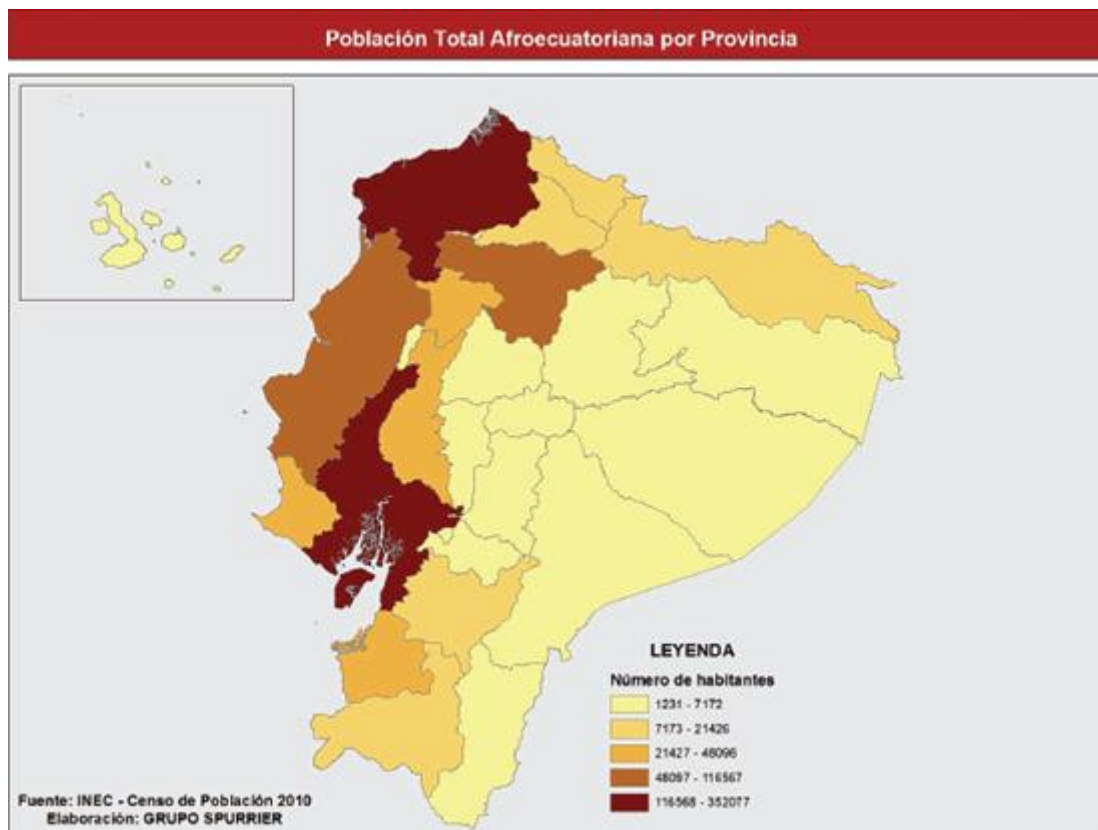 Población Total Afroecuatoriana por Provincia
LEYENDA
Número de habitantes
1231 - 7172
7173 - 21426
21427 - 48096
48097 - 116567
116568 - 352077
Fuente: INEC - Censo de Población 2010
Elaboración: GRUPO SPURRIER